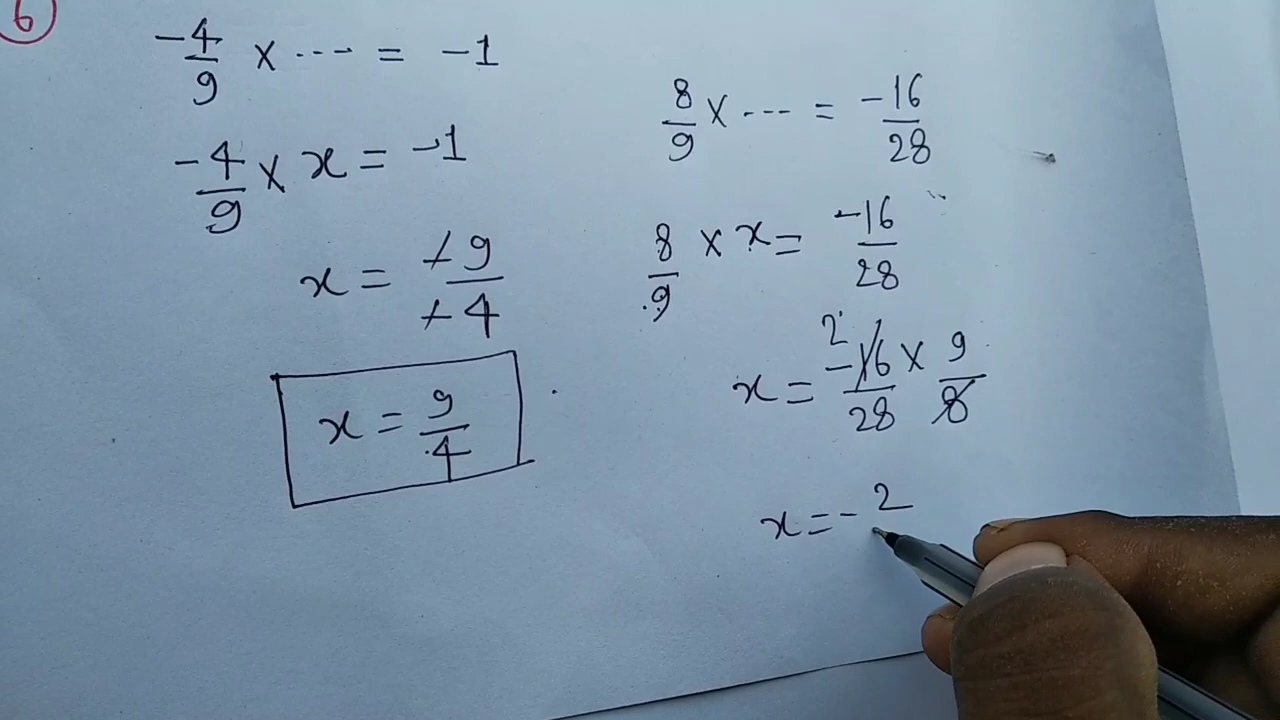 6
-4/9 × ---- = -1
-4/9 × x = -1
x = +9/+4
x = 9/4
8/9 × --- = -16/28
8/9 × x = -16/28
2
x = -16/28 × 9/8
x = - 2